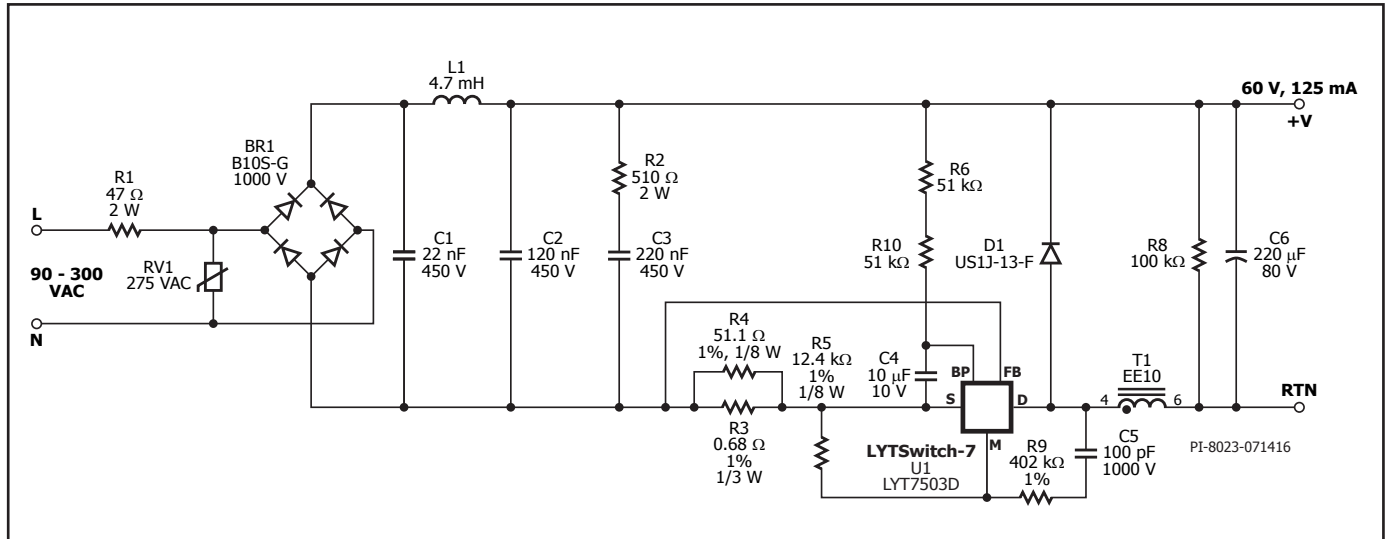 L1
4.7 mH
60 V, 125 mA
+V
BR1
B10S-G
1000 V
R1
47 Ω
2 W
L
RV1
275 VAC
90 - 300
VAC
N
C1
22 nF
450 V
C2
120 nF
450 V
R2
510 Ω
2 W
C3
220 nF
450 V
R6
51 kΩ
R10
51 kΩ
D1
US1J-13-F
R8
100 kΩ
C6
220 µF
80 V
R4
51.1 Ω
1%, 1/8 W
R3
0.68 Ω
1%
1/3 W
R5
12.4 kΩ
1%
1/8 W
C4
10 µF
10 V
BP
FB
S
D
M
LYTSwitch-7
U1
LYT7503D
T1
EE10
4
6
RTN
R9
402 kΩ
1%
C5
100 pF
1000 V
PI-8023-071416